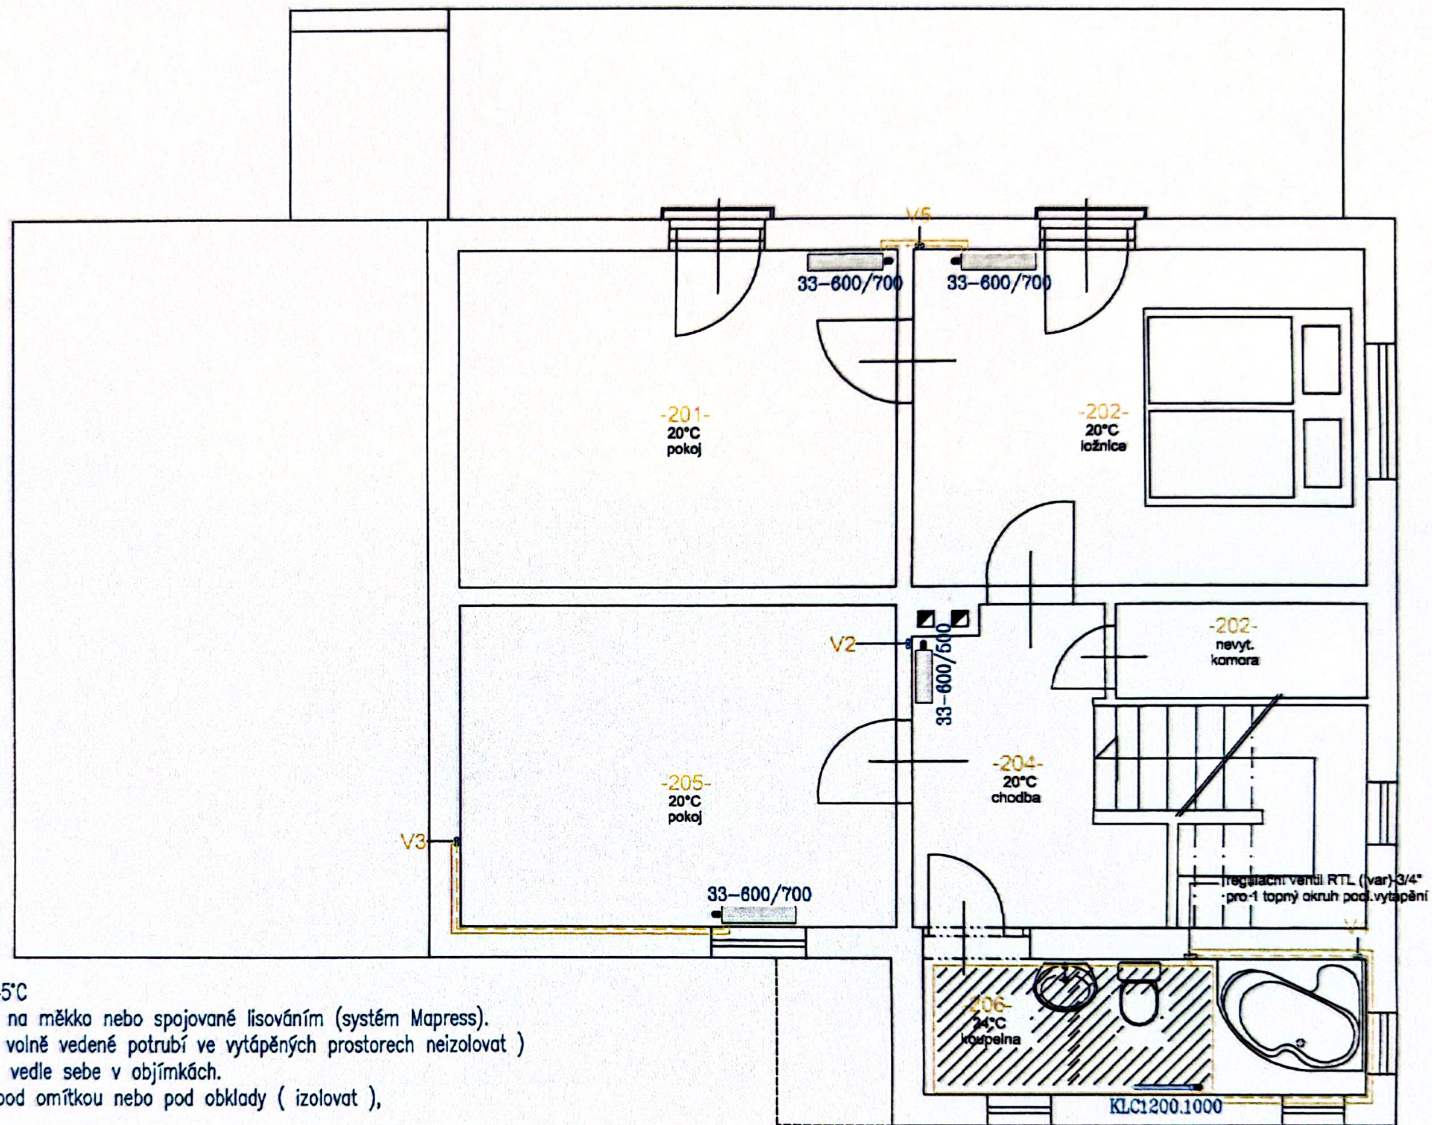 V5
33-600/700
33-600/700
-201-
20°C
pokoj
-202-
20°C
ložnice
V2
33-600/500
-202-
nevyt.
komora
-205-
20°C
pokoj
-204-
20°C
chodba
V3
33-600/700
regulační ventil RTL (Ivar)-3/4"
pro 1 topný okruh podl.vytápění
-206-
24°C
koupelna
KLC1200.1000
5°C
na měkko nebo spojované lisováním (systém Mapress).
volně vedené potrubí ve vytápěných prostorech neizolovat )
vedle sebe v objímkách.
pod omítkou nebo pod obklady ( izolovat ),